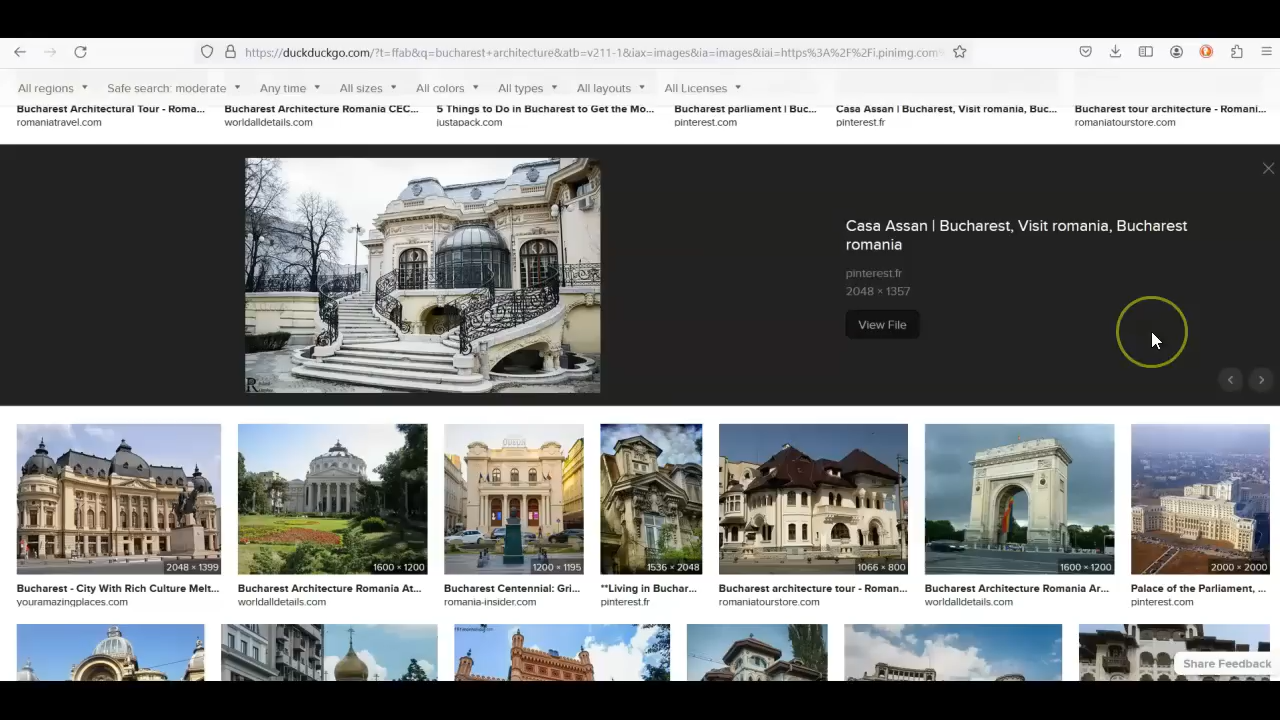 https://duckduckgo.com/?t=ffab&q=bucharest+architecture&atb=v211-1&iax=images&ia=images&iai=https%3A%2F%2Fi.pinimg.com
All regions Safe search: moderate Any time All sizes All colors All types All layouts All Licenses
Bucharest Architectural Tour - Roma... Bucharest Architecture Romania CEC... 5 Things to Do in Bucharest to Get the Mo... Bucharest parliament | Buc... Casa Assan | Bucharest, Visit romania, Buc... Bucharest tour architecture - Romani...
romaniatravel.com worldalldetails.com justapack.com pinterest.com pinterest.fr romaniatourstore.com
Casa Assan | Bucharest, Visit romania, Bucharest
romania
pinterest.fr
2048 × 1357
View File
2048 × 1399 1600 × 1200 1200 × 1195 1536 × 2048 1066 × 800 1600 × 1200 2000 × 2000
Bucharest - City With Rich Culture Melt... Bucharest Architecture Romania At... Bucharest Centennial: Gri... **Living in Buchar... Bucharest architecture tour - Roman... Bucharest Architecture Romania Ar... Palace of the Parliament, ...
youramazingplaces.com worldalldetails.com romania-insider.com pinterest.fr romaniatourstore.com worldalldetails.com pinterest.com
Share Feedback